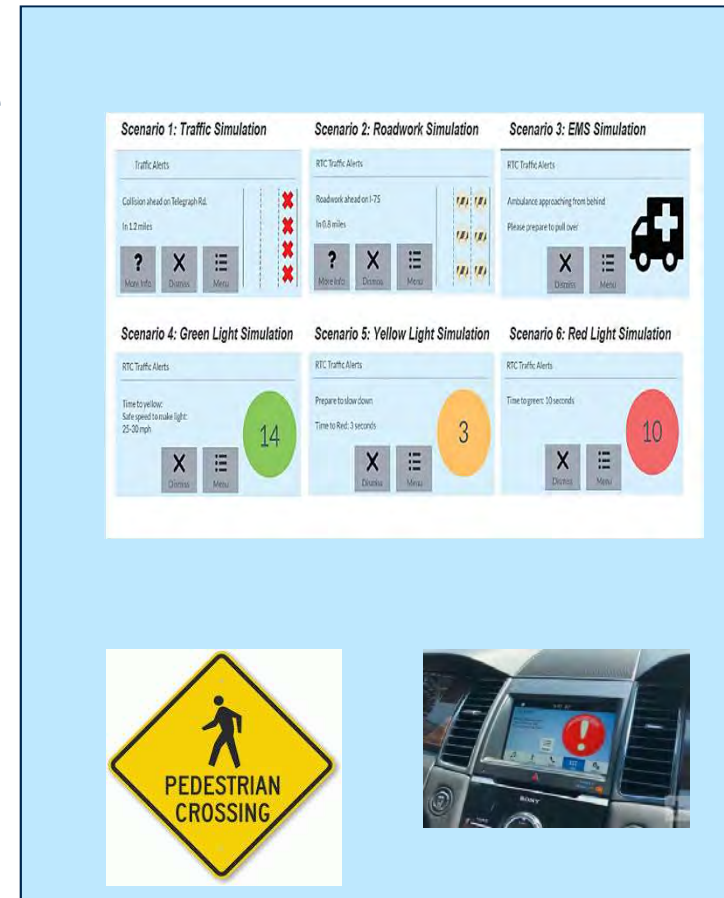 Scenario 1: Traffic Simulation
Traffic Alerts
Collision ahead on Telegraph Rd.
In 1.2 miles
?
More Info
X
Dismiss
Menu
Scenario 2: Roadwork Simulation
RTC Traffic Alerts
Roadwork ahead on I-75
In 0.8 miles
?
More Info
X
Dismiss
Menu
Scenario 3: EMS Simulation
RTC Traffic Alerts
Ambulance approaching from behind
Please prepare to pull over
X
Dismiss
Menu
Scenario 4: Green Light Simulation
RTC Traffic Alerts
Time to yellow:
Safe speed to make light:
25-30 mph
14
X
Dismiss
Menu
Scenario 5: Yellow Light Simulation
RTC Traffic Alerts
Prepare to slow down
Time to Red: 3 seconds
3
X
Dismiss
Menu
Scenario 6: Red Light Simulation
RTC Traffic Alerts
Time to green: 10 seconds
10
X
Dismiss
Menu
PEDESTRIAN
CROSSING
!
SONY